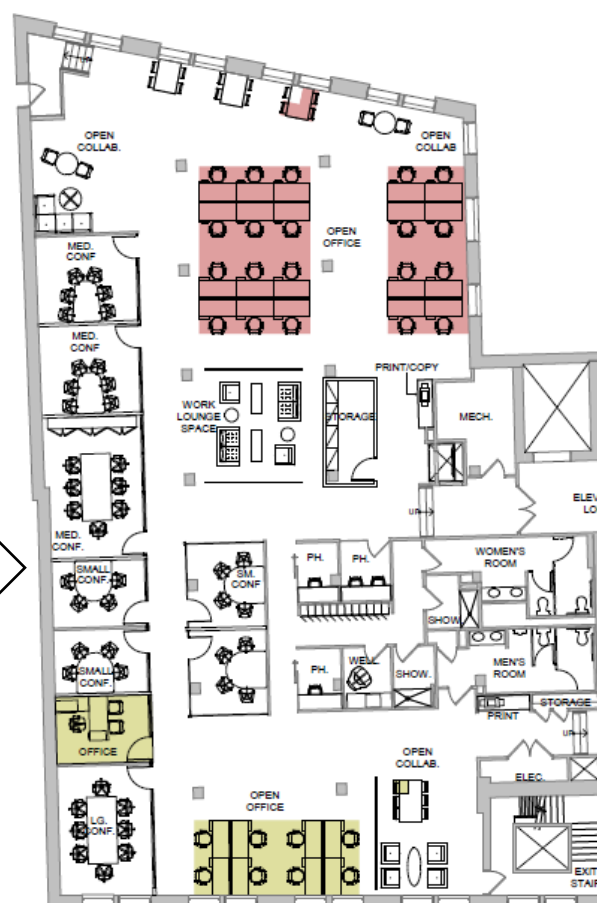 OPEN
COLLAB.
OPEN
COLLAB
OPEN
OFFICE
MED.
CONF
MED.
CONF
PRINT/COPY
WORK
LOUNGE
SPACE
STORAGE
MECH.
UP
ELEV
LO
MED.
CONF.
SMALL
CONF.
SM.
CONF
PH.
PH.
WOMEN'S
ROOM
SHOW
SMALL
CONF.
PH.
WELL.
SHOW.
MEN'S
ROOM
PRINT
STORAGE
UP
OFFICE
OPEN
COLLAB.
ELEC.
OPEN
OFFICE
LG.
CONF.
EXIT
STAIR